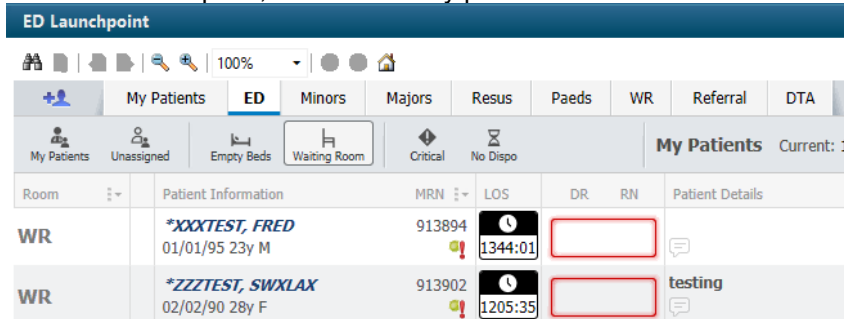 ED Launchpoint
100%
My Patients ED Minors Majors Resus Paeds WR Referral DTA
My Patients Unassigned Empty Beds Waiting Room Critical No Dispo My Patients Current:
Room Patient Information MRN LOS DR RN Patient Details
WR *XXXTEST, FRED 913894
01/01/95 23y M 1344:01
WR *ZZZTEST, SWXLAX 913902 testing
02/02/90 28y F 1205:35